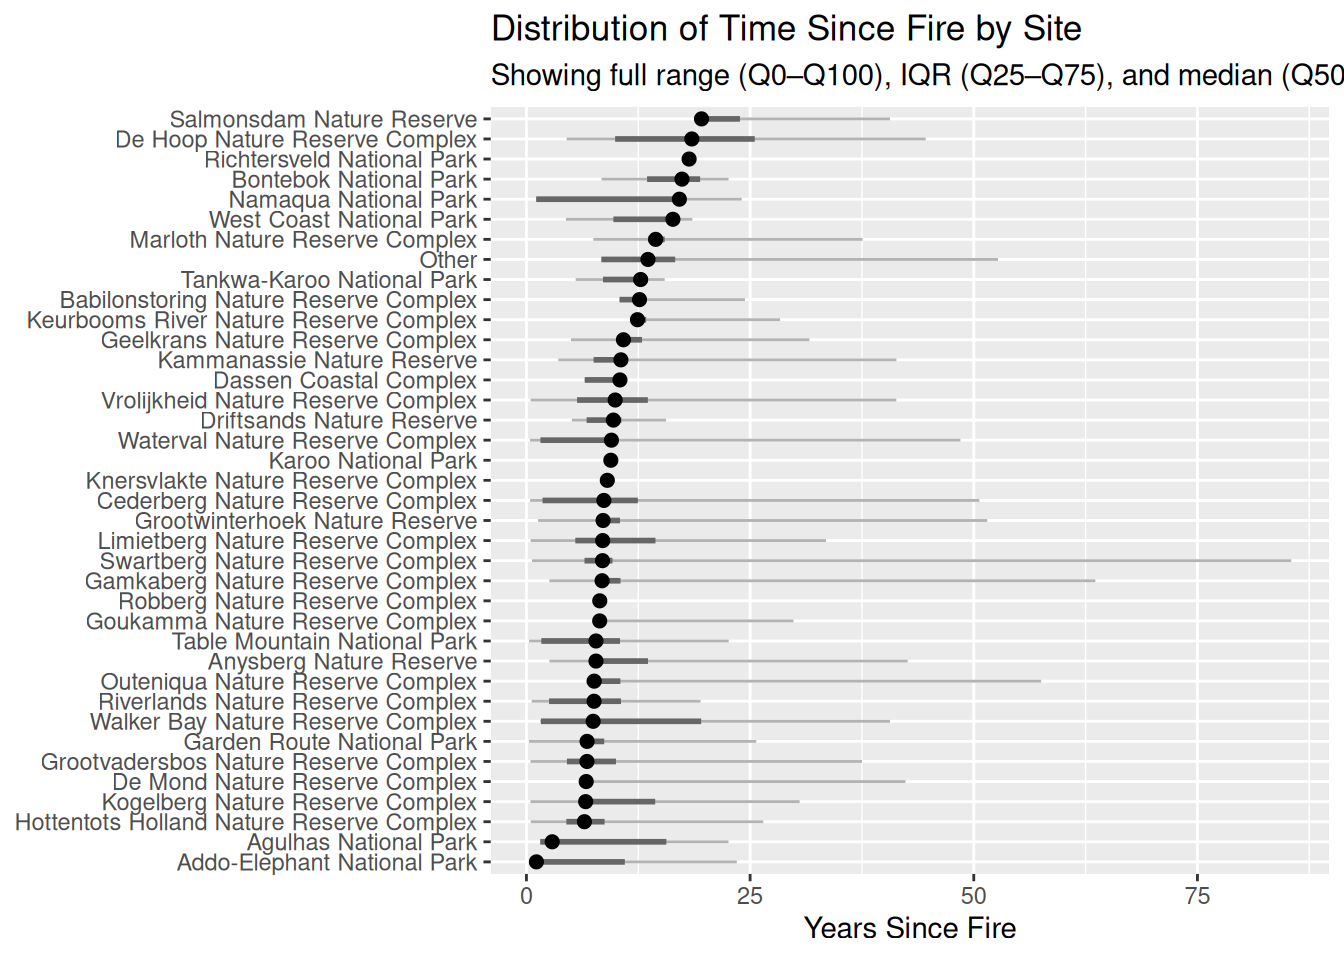 Distribution of Time Since Fire by Site
Showing full range (Q0–Q100), IQR (Q25–Q75), and median (Q50
Salmonsdam Nature Reserve
De Hoop Nature Reserve Complex
Richtersveld National Park
Bontebok National Park
Namaqua National Park
West Coast National Park
Marloth Nature Reserve Complex
Other
Tankwa-Karoo National Park
Babilonstoring Nature Reserve Complex
Keurbooms River Nature Reserve Complex
Geelkrans Nature Reserve Complex
Kammanassie Nature Reserve
Dassen Coastal Complex
Vrolijkheid Nature Reserve Complex
Driftsands Nature Reserve
Waterval Nature Reserve Complex
Karoo National Park
Knersvlakte Nature Reserve Complex
Cederberg Nature Reserve Complex
Grootwinterhoek Nature Reserve
Limietberg Nature Reserve Complex
Swartberg Nature Reserve Complex
Gamkaberg Nature Reserve Complex
Robberg Nature Reserve Complex
Goukamma Nature Reserve Complex
Table Mountain National Park
Anysberg Nature Reserve
Outeniqua Nature Reserve Complex
Riverlands Nature Reserve Complex
Walker Bay Nature Reserve Complex
Garden Route National Park
Grootvadersbos Nature Reserve Complex
De Mond Nature Reserve Complex
Kogelberg Nature Reserve Complex
Hottentots Holland Nature Reserve Complex
Agulhas National Park
Addo-Elephant National Park
0 25 50 75
Years Since Fire